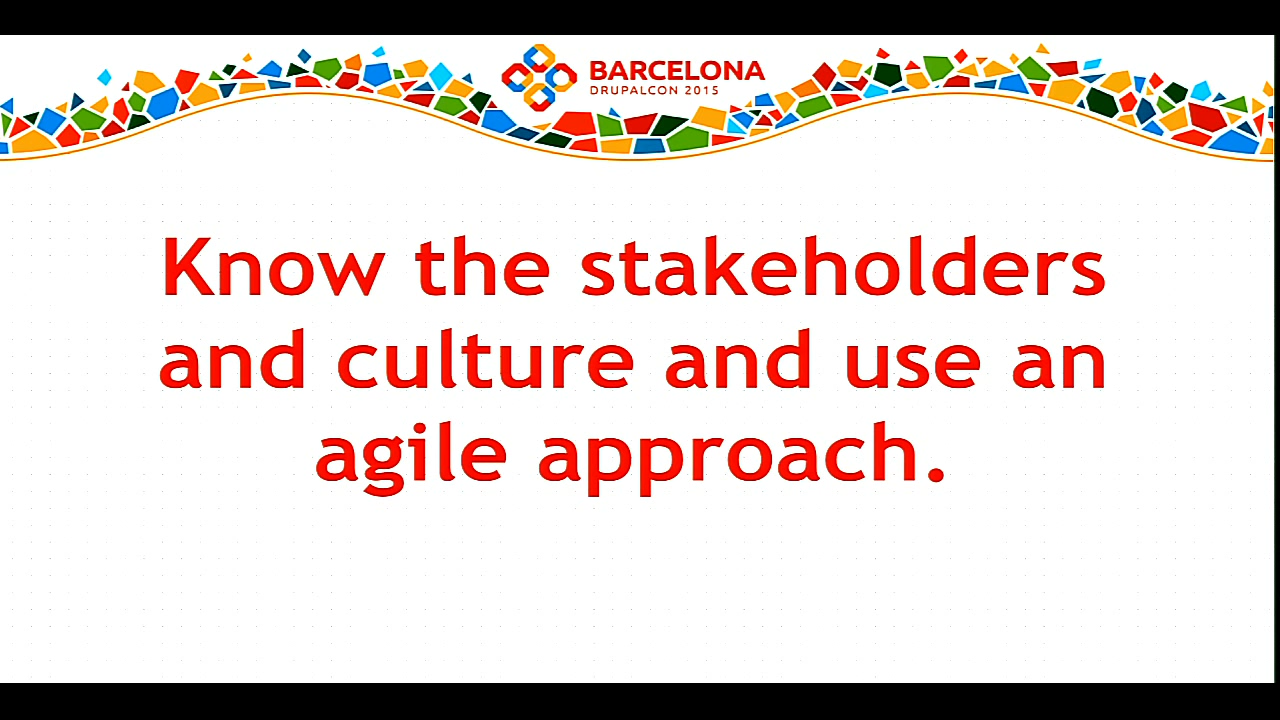 BARCELONA
DRUPALCON 2015
Know the stakeholders
and culture and use an
agile approach.